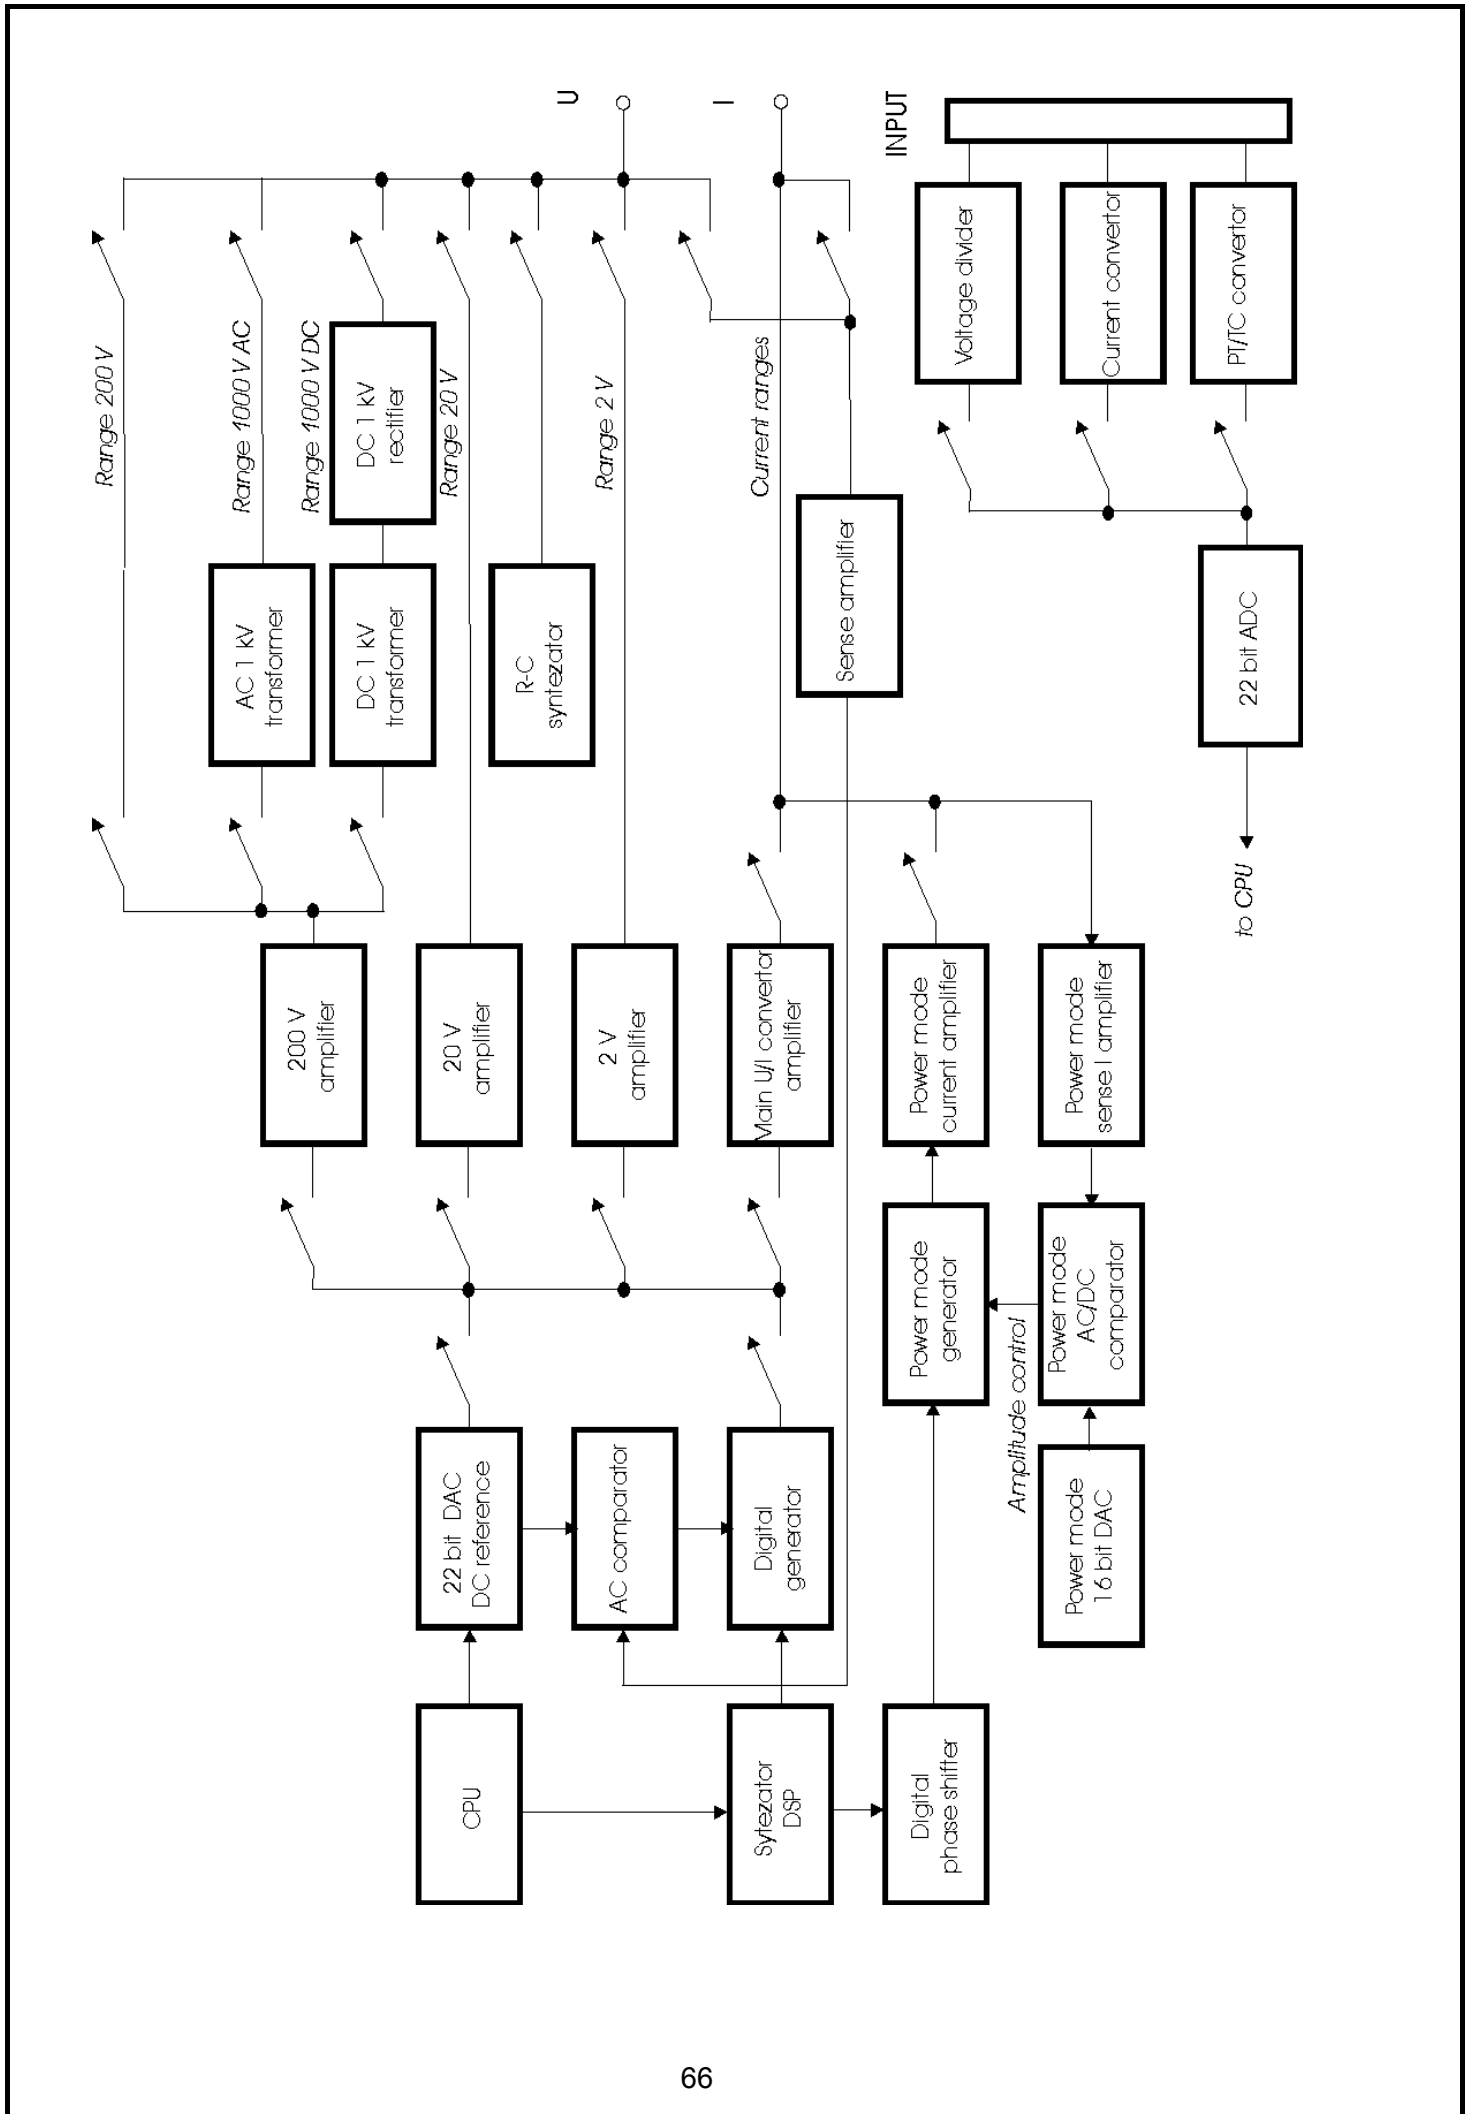 Range 200 V
Range 1000 V AC
Range 1000 V DC
Range 20 V
Range 2 V
Current ranges
U
I
INPUT
AC 1 kV
transformer
DC 1 kV
transformer
DC 1 kV
rectifier
R-C
syntezator
Sense amplifier
Voltage divider
Current convertor
PT/TC convertor
22 bit ADC
to CPU
200 V
amplifier
20 V
amplifier
2 V
amplifier
Main U/I convertor
amplifier
Power mode
current amplifier
Power mode
sense I amplifier
22 bit DAC
DC reference
AC comparator
Digital
generator
Power mode
generator
Power mode
AC/DC
comparator
Amplitude control
Power mode
16 bit DAC
CPU
Sytezator
DSP
Digital
phase shifter
66